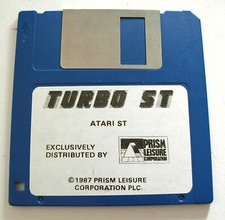 TURBO ST
ATARI ST
EXCLUSIVELY
DISTRIBUTED BY
PRISM
LEISURE
CORPORATION
©1987 PRISM LEISURE
CORPORATION PLC.